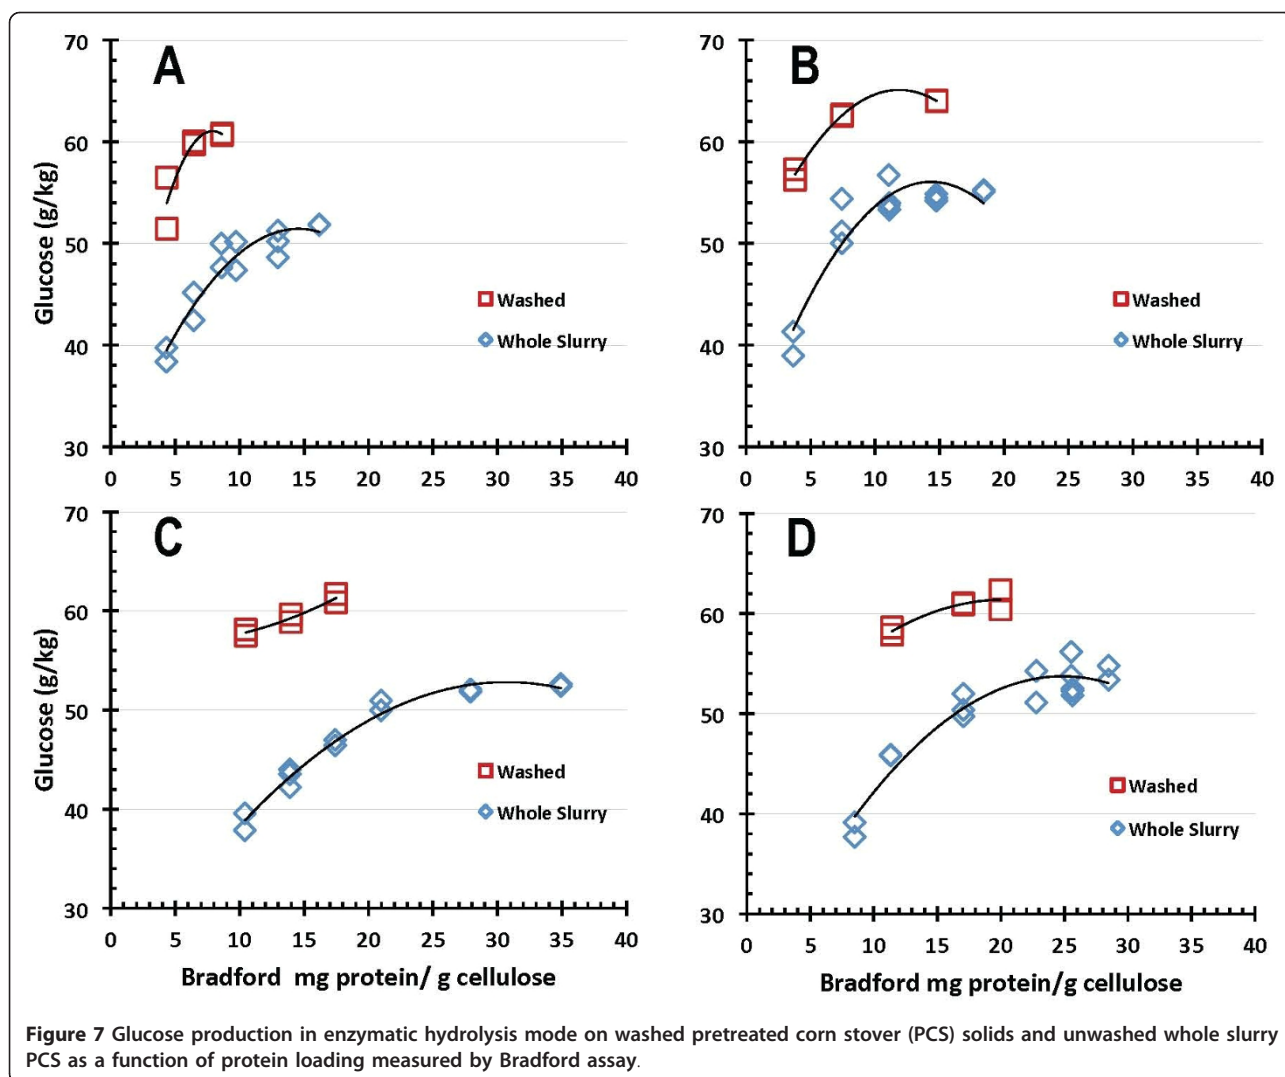 A
70
60
50
40
30
Glucose (g/kg)
Washed
Whole Slurry
0 5 10 15 20 25 30 35 40
B
70
60
50
40
30
Washed
Whole Slurry
0 5 10 15 20 25 30 35 40
C
70
60
50
40
30
Glucose (g/kg)
Washed
Whole Slurry
0 5 10 15 20 25 30 35 40
Bradford mg protein/ g cellulose
D
70
60
50
40
30
Washed
Whole Slurry
0 5 10 15 20 25 30 35 40
Bradford mg protein/g cellulose
Figure 7 Glucose production in enzymatic hydrolysis mode on washed pretreated corn stover (PCS) solids and unwashed whole slurry
PCS as a function of protein loading measured by Bradford assay.